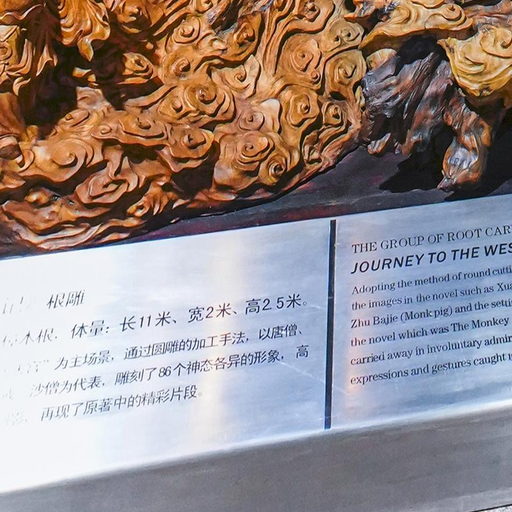 根雕
木根，体量：长11米、宽2米、高2.5米。
”为主场景，通过圆雕的加工手法，以唐僧、
沙僧为代表，雕刻了86个神态各异的形象，高
再现了原著中的精彩片段。
THE GROUP OF ROOT CAR
JOURNEY TO THE WES
Adopting the method of round cutti
the images in the novel such as Xua
Zhu Bajie (Monk pig) and the setti
the novel which was The Monkey
carried away in involuntary admir
expressions and gestures caught